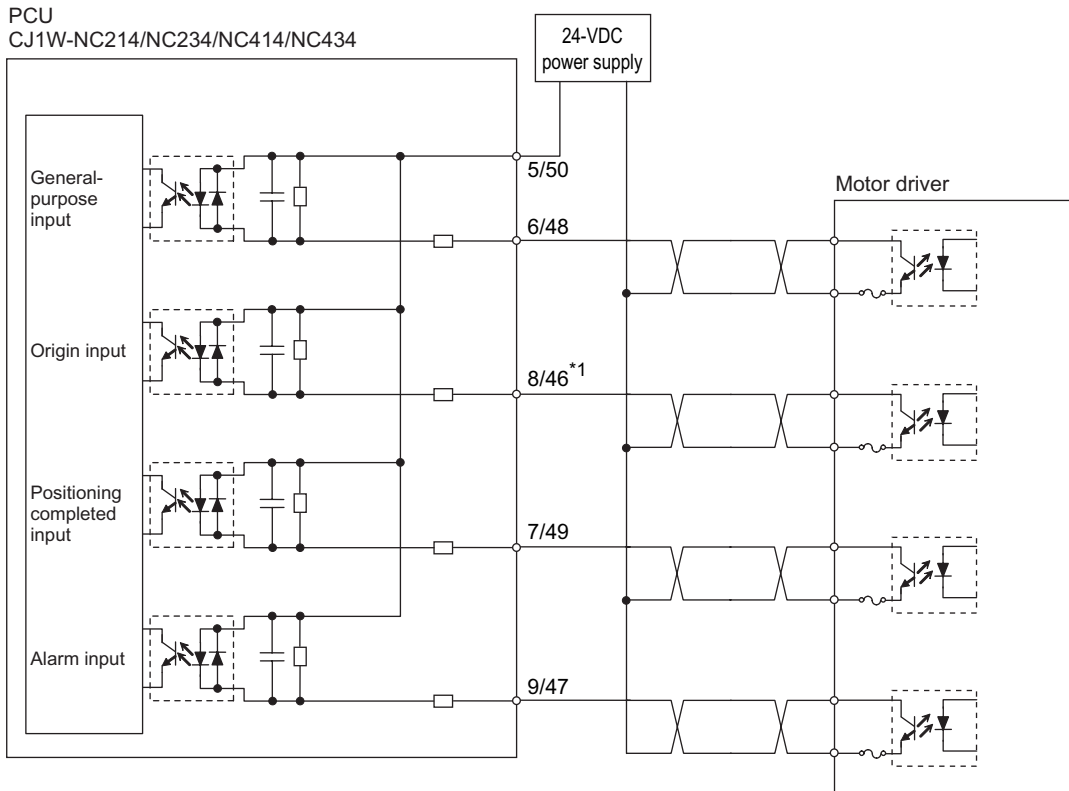 PCU
CJ1W-NC214/NC234/NC414/NC434
24-VDC
power supply
5/50
General-
purpose
input
Motor driver
6/48
Origin input
8/46*1
Positioning
completed
input
7/49
Alarm input
9/47